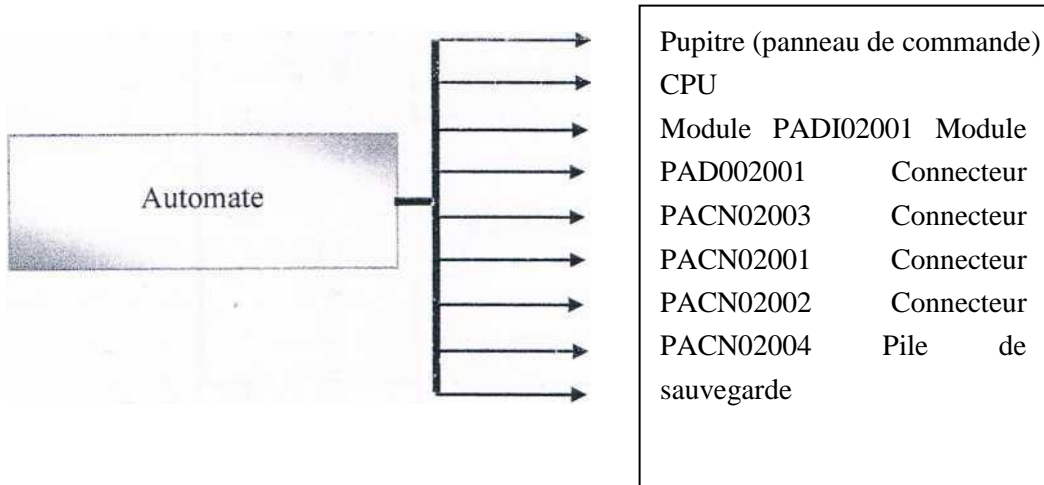 Automate
Pupitre (panneau de commande)
CPU
Module PADI02001 Module
PAD002001 Connecteur
PACN02003 Connecteur
PACN02001 Connecteur
PACN02002 Connecteur
PACN02004 Pile de
sauvegarde